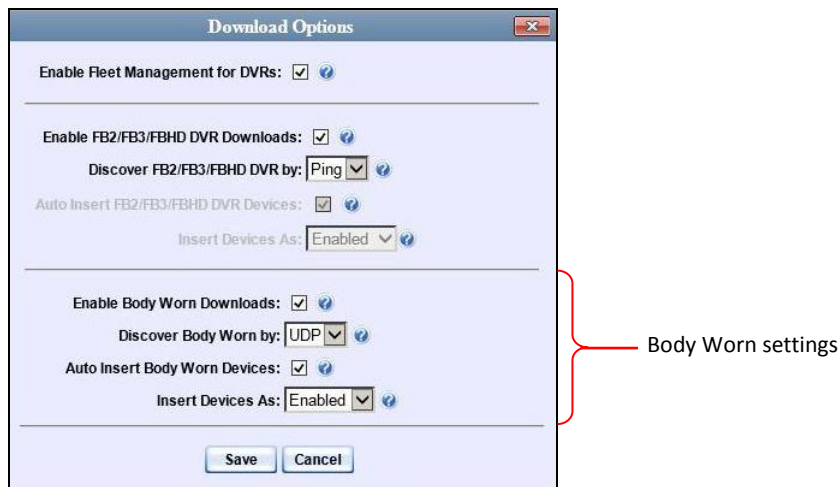 Download Options
Enable Fleet Management for DVRs:
Enable FB2/FB3/FBHD DVR Downloads:
Discover FB2/FB3/FBHD DVR by: Ping
Auto Insert FB2/FB3/FBHD DVR Devices:
Insert Devices As: Enabled
Enable Body Worn Downloads:
Discover Body Worn by: UDP
Auto Insert Body Worn Devices:
Insert Devices As: Enabled
Body Worn settings
Save Cancel